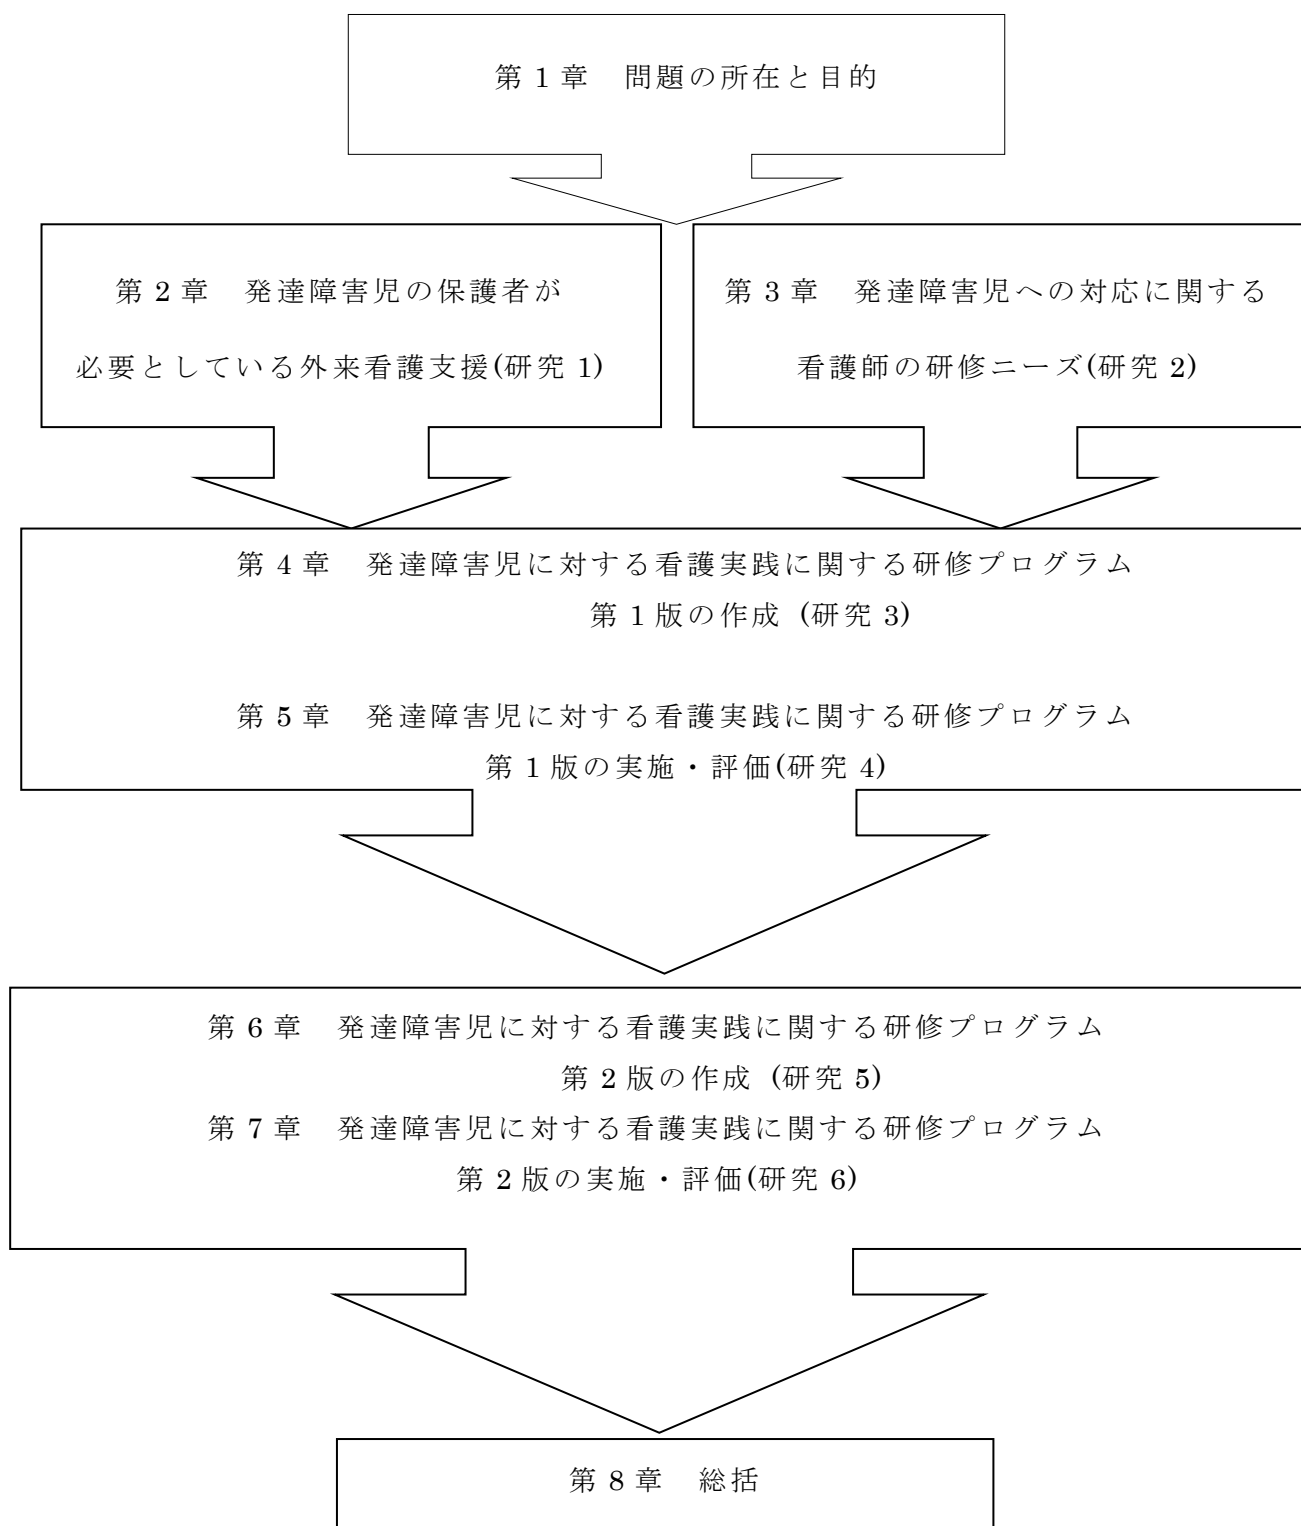 第 1 章　問題の所在と目的
第 2 章　発達障害児の保護者が
必要としている外来看護支援(研究 1)
第 3 章　発達障害児への対応に関する
看護師の研修ニーズ(研究 2)
第 4 章　発達障害児に対する看護実践に関する研修プログラム
第 1 版の作成 (研究 3)
第 5 章　発達障害児に対する看護実践に関する研修プログラム
第 1 版の実施・評価(研究 4)
第 6 章　発達障害児に対する看護実践に関する研修プログラム
第 2 版の作成 (研究 5)
第 7 章　発達障害児に対する看護実践に関する研修プログラム
第 2 版の実施・評価(研究 6)
第 8 章　総括